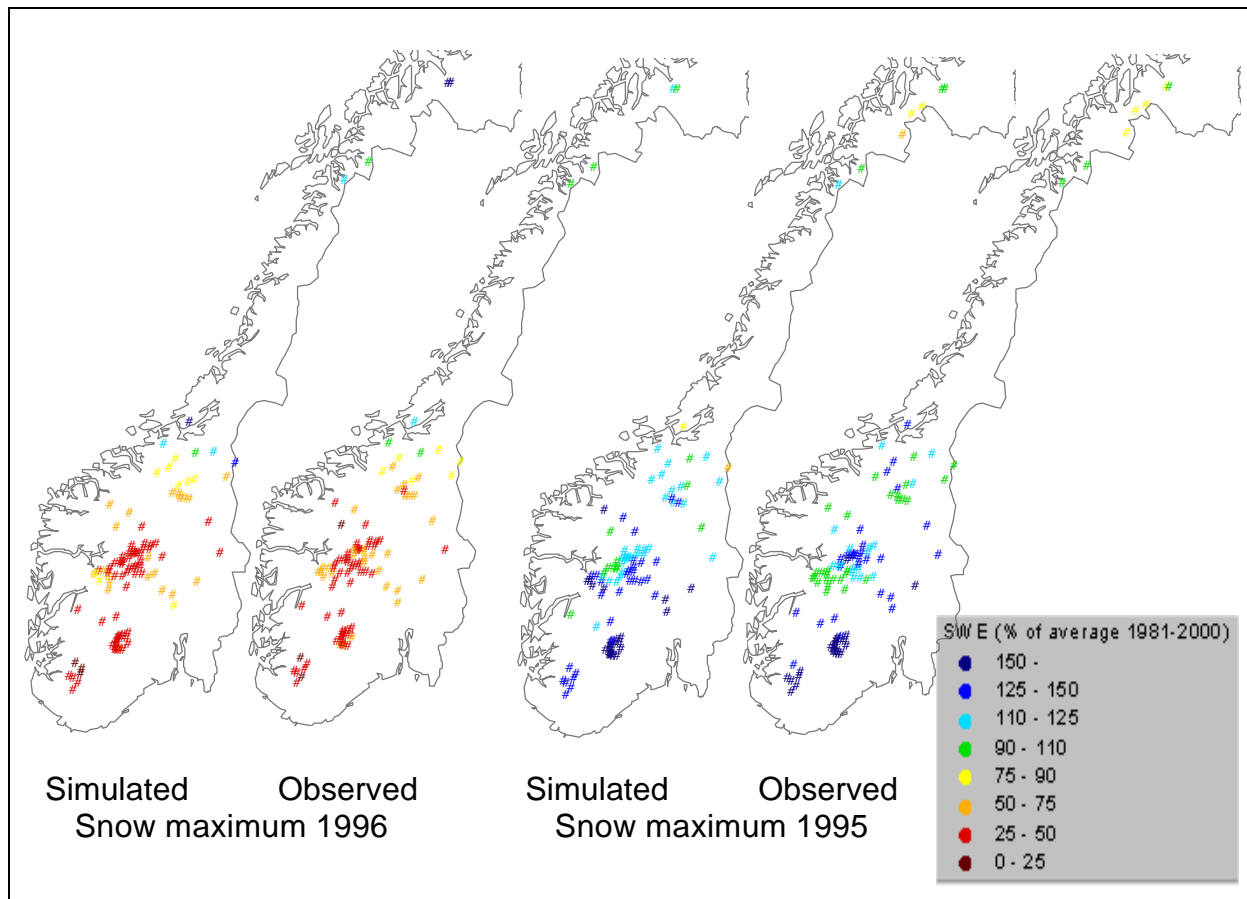 SWE (% of average 1981-2000)
150 -
125 - 150
110 - 125
90 - 110
75 - 90
50 - 75
25 - 50
0 - 25
Simulated Observed
Snow maximum 1996
Simulated Observed
Snow maximum 1995